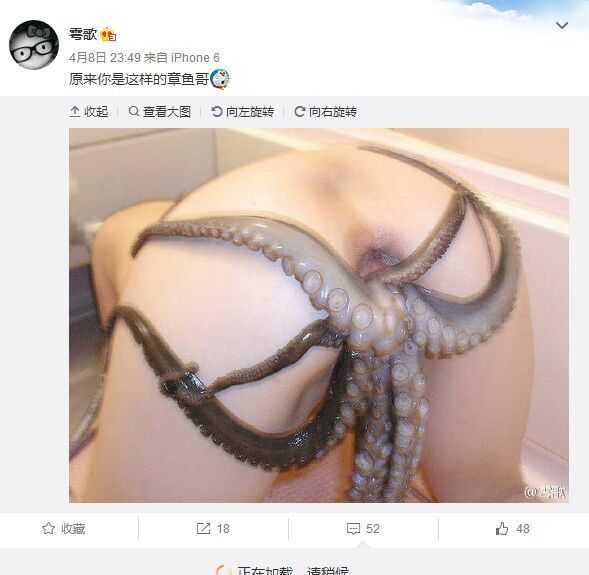 雩歌
4月8日 23:49 来自 iPhone 6
原来你是这样的章鱼哥
收起 查看大图 向左旋转 向右旋转
收藏 18 52 48
正在加载，请稍候